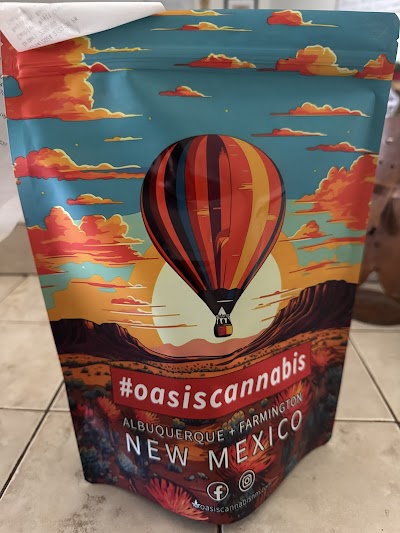 #oasiscannabis
ALBUQUERQUE + FARMINGTON
NEW MEXICO